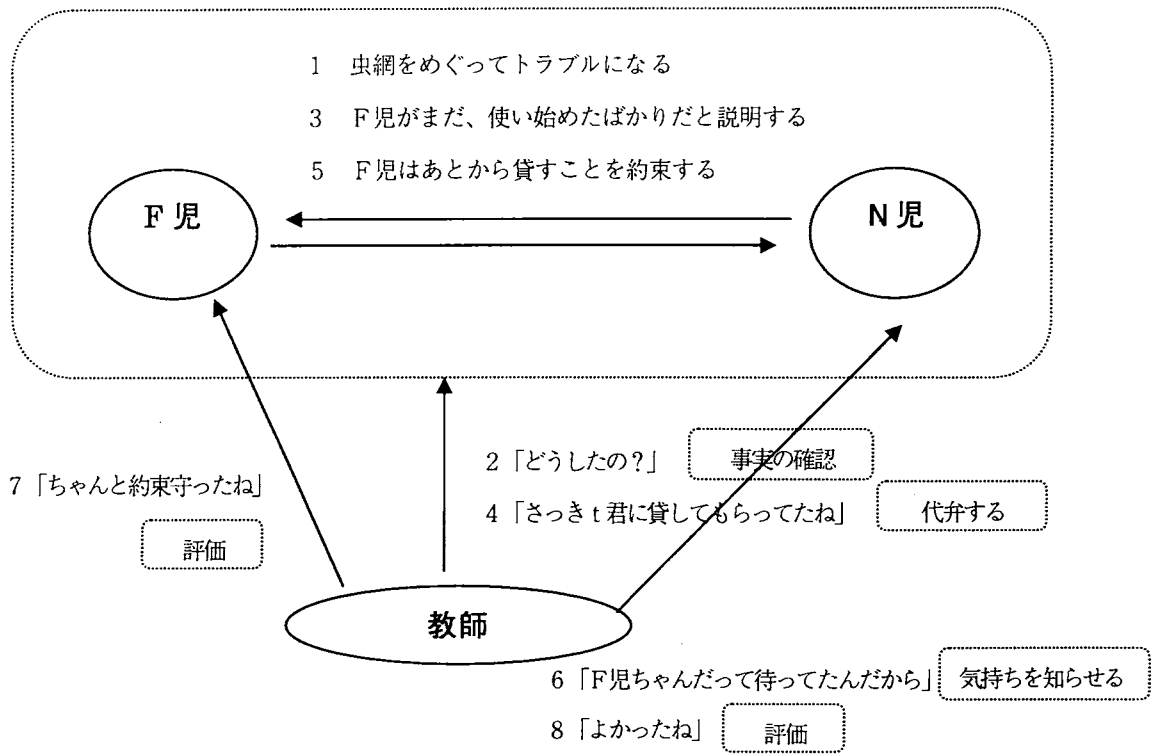 1 虫網をめぐってトラブルになる
3 F児がまだ、使い始めたばかりだと説明する
5 F児はあとから貸すことを約束する
F児
N児
2「どうしたの?」 事実の確認
7「ちゃんと約束守ったね」
4「さっきt君に貸してもらってたね」 代弁する
評価
教師
6「F児ちゃんだって待ってたんだから」 気持ちを知らせる
8「よかったね」 評価